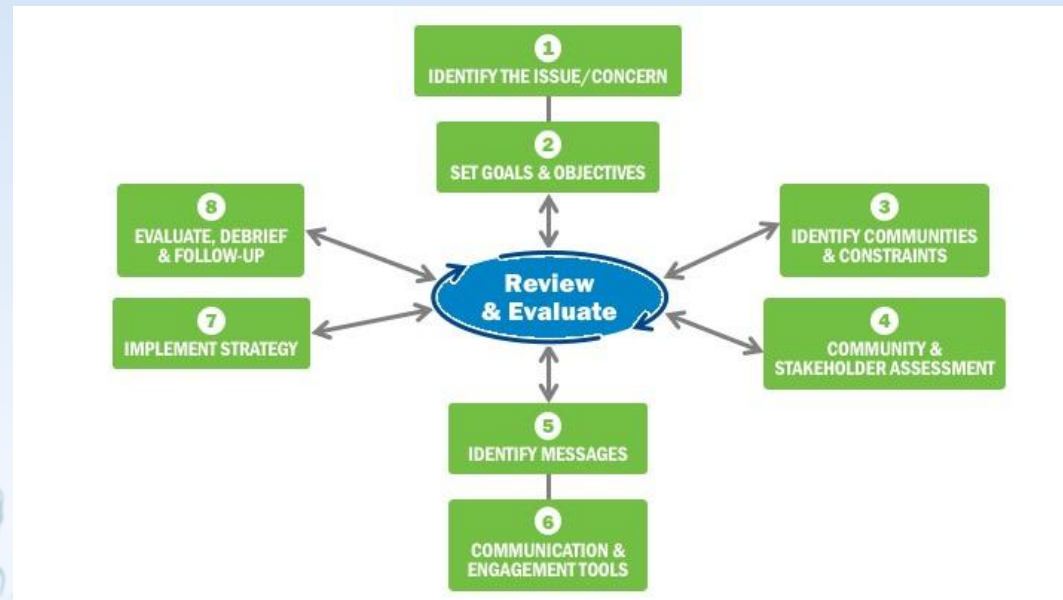 1
IDENTIFY THE ISSUE/CONCERN
2
SET GOALS & OBJECTIVES
3
IDENTIFY COMMUNITIES
& CONSTRAINTS
4
COMMUNITY &
STAKEHOLDER ASSESSMENT
5
IDENTIFY MESSAGES
6
COMMUNICATION &
ENGAGEMENT TOOLS
7
IMPLEMENT STRATEGY
8
EVALUATE, DEBRIEF
& FOLLOW-UP
Review
& Evaluate